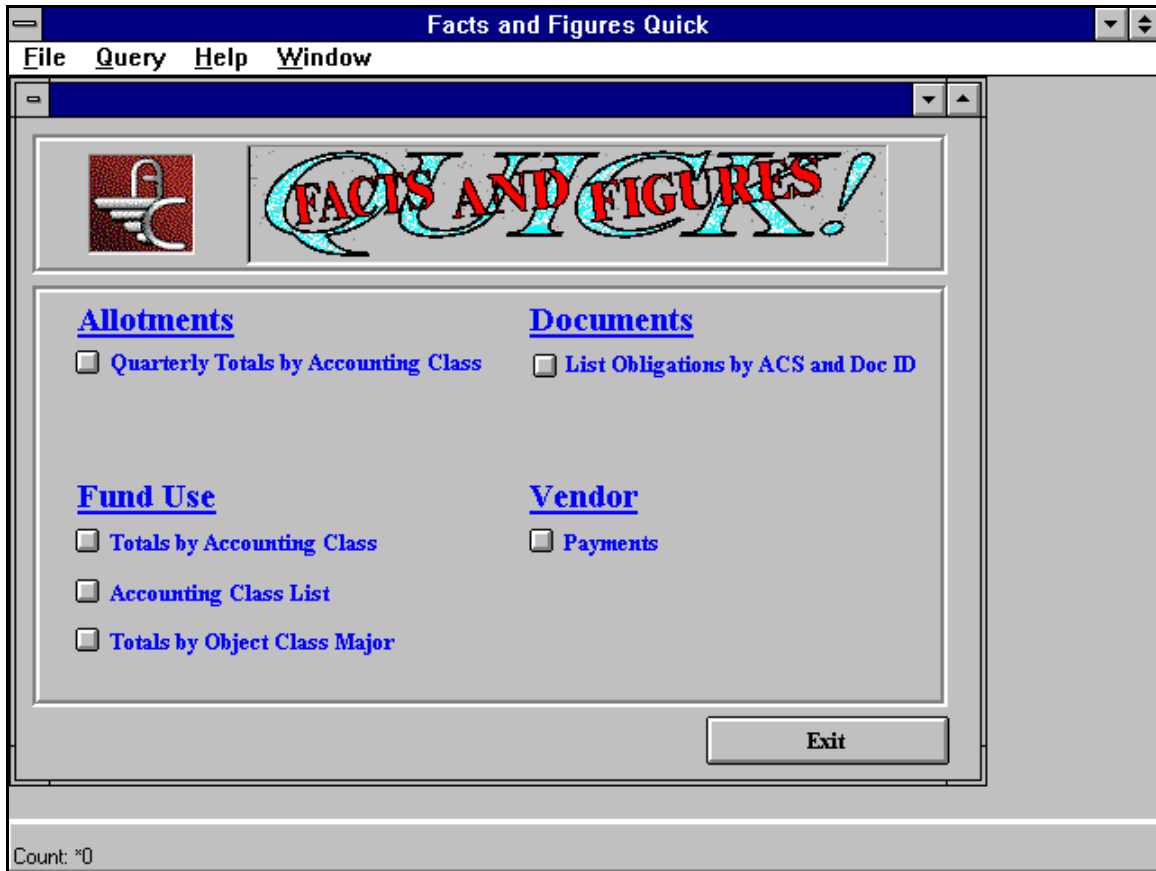 Facts and Figures Quick
File Query Help Window
QUICK!
FACTS AND FIGURES
Allotments
Quarterly Totals by Accounting Class
Documents
List Obligations by ACS and Doc ID
Fund Use
Totals by Accounting Class
Accounting Class List
Totals by Object Class Major
Vendor
Payments
Exit
Count: *0